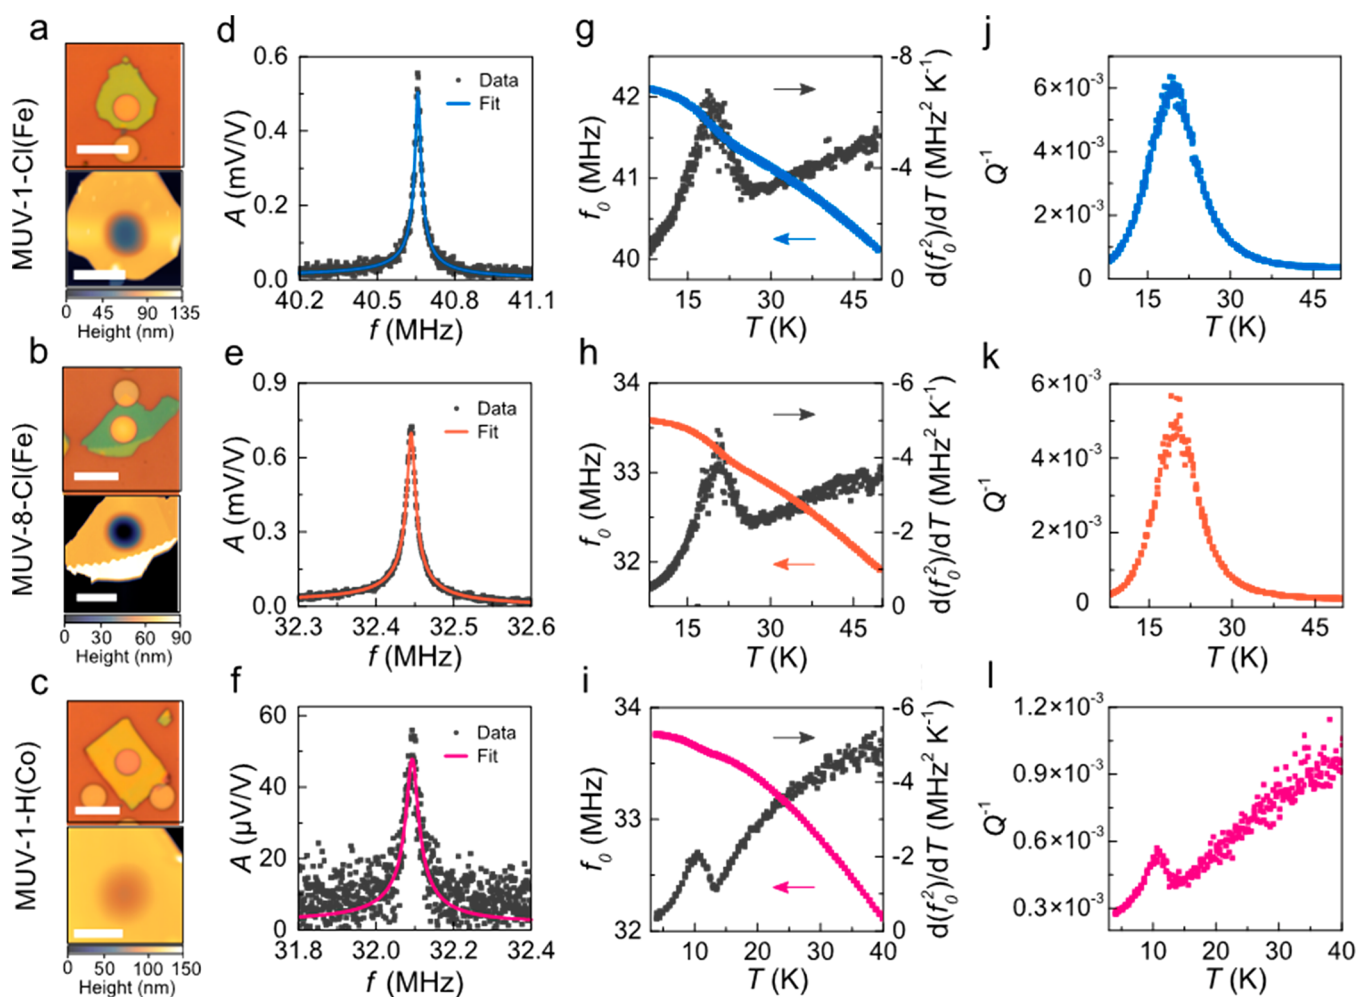 a
d
g
j
MUV-1-Cl(Fe)
0 45 90 135
Height (nm)
A (mV/V)
0.6
0.4
0.2
0.0
Data
Fit
40.2 40.5 40.8 41.1
f (MHz)
f₀ (MHz)
42
41
40
-8
-4
0
d(f₀²)/dT (MHz² K⁻¹)
15 30 45
T (K)
Q⁻¹
6×10⁻³
4×10⁻³
2×10⁻³
0
15 30 45
T (K)
b
e
h
k
MUV-8-Cl(Fe)
0 30 60 90
Height (nm)
A (mV/V)
0.9
0.6
0.3
0.0
Data
Fit
32.3 32.4 32.5 32.6
f (MHz)
f₀ (MHz)
34
33
32
-6
-4
-2
0
d(f₀²)/dT (MHz² K⁻¹)
15 30 45
T (K)
Q⁻¹
6×10⁻³
4×10⁻³
2×10⁻³
0
15 30 45
T (K)
c
f
i
l
MUV-1-H(Co)
0 50 100 150
Height (nm)
A (μV/V)
60
40
20
0
Data
Fit
31.8 32.0 32.2 32.4
f (MHz)
f₀ (MHz)
34
33
32
-6
-4
-2
0
d(f₀²)/dT (MHz² K⁻¹)
10 20 30 40
T (K)
Q⁻¹
1.2×10⁻³
0.9×10⁻³
0.6×10⁻³
0.3×10⁻³
10 20 30 40
T (K)